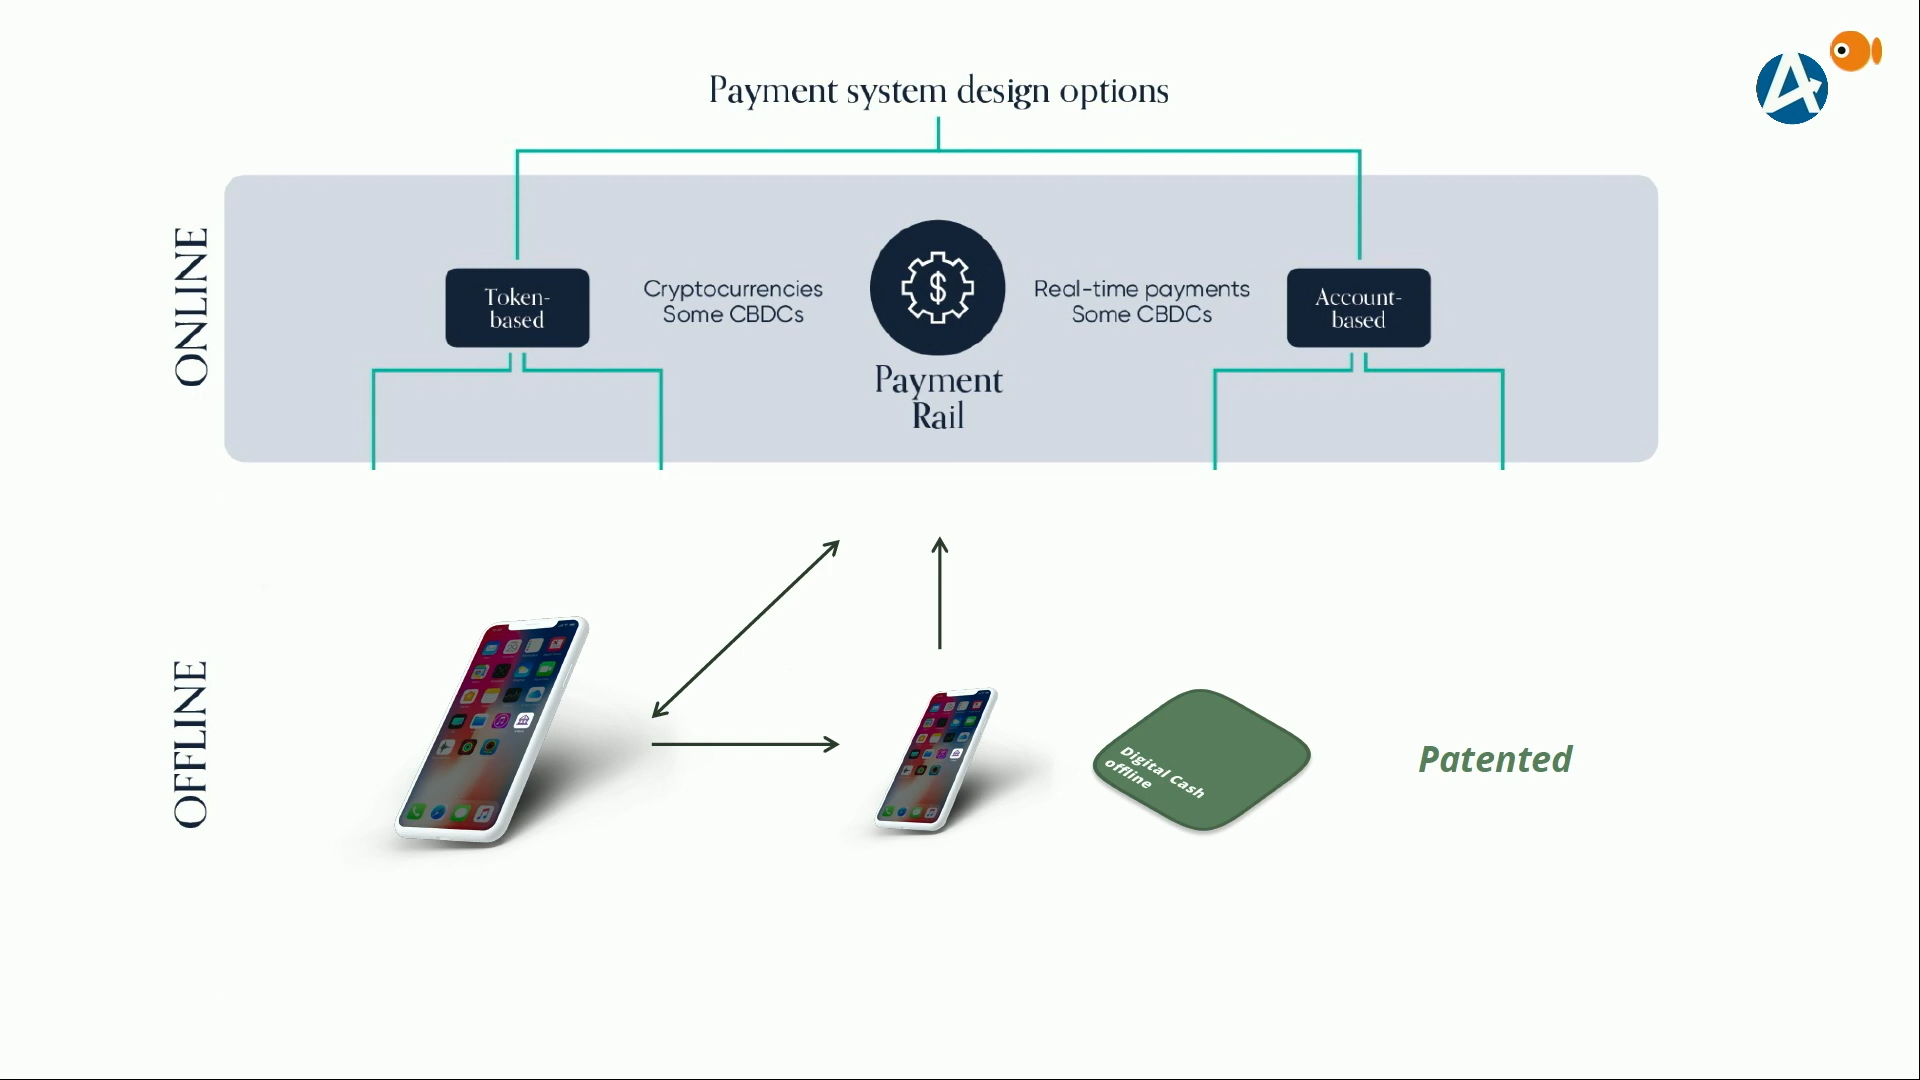 Payment system design options
ONLINE
Token-
based
Cryptocurrencies
Some CBDCs
$
Payment
Rail
Real-time payments
Some CBDCs
Account-
based
OFFLINE
Digital Cash
offline
Patented